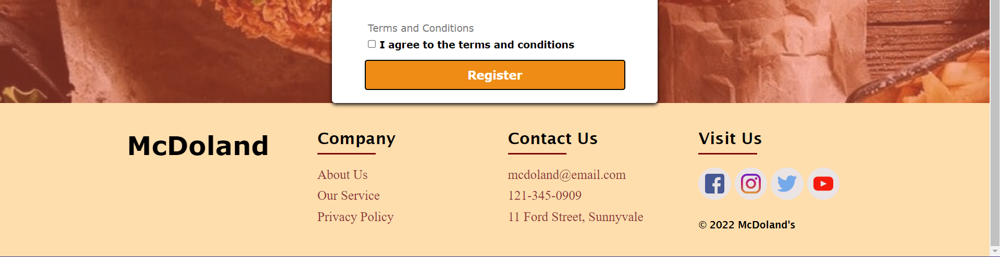 Terms and Conditions
I agree to the terms and conditions
Register
McDoland
Company
About Us
Our Service
Privacy Policy
Contact Us
mcdoland@email.com
121-345-0909
11 Ford Street, Sunnyvale
Visit Us
© 2022 McDoland's